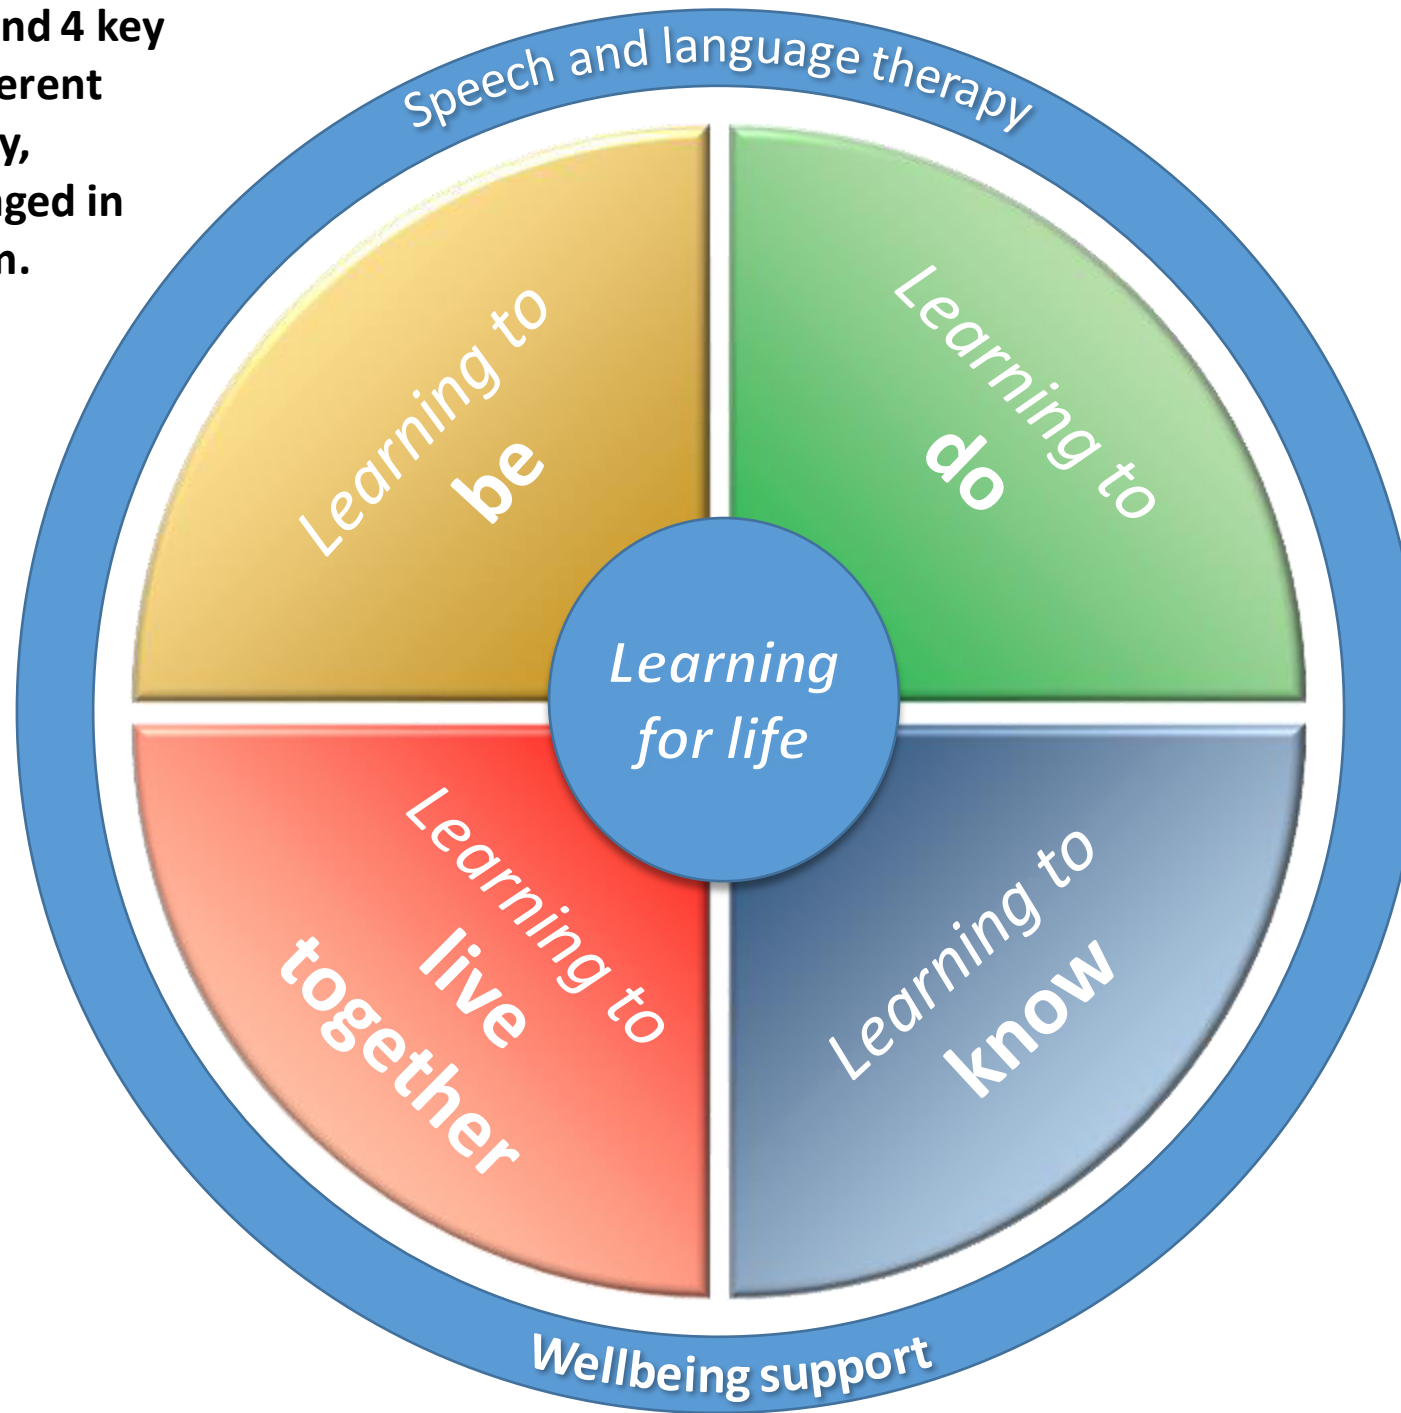 nd 4 key
erent
y,
ged in
Speech and language therapy
Learning to
be
Learning to
do
Learning
for life
Learning to
live
together
Learning to
know
Wellbeing support